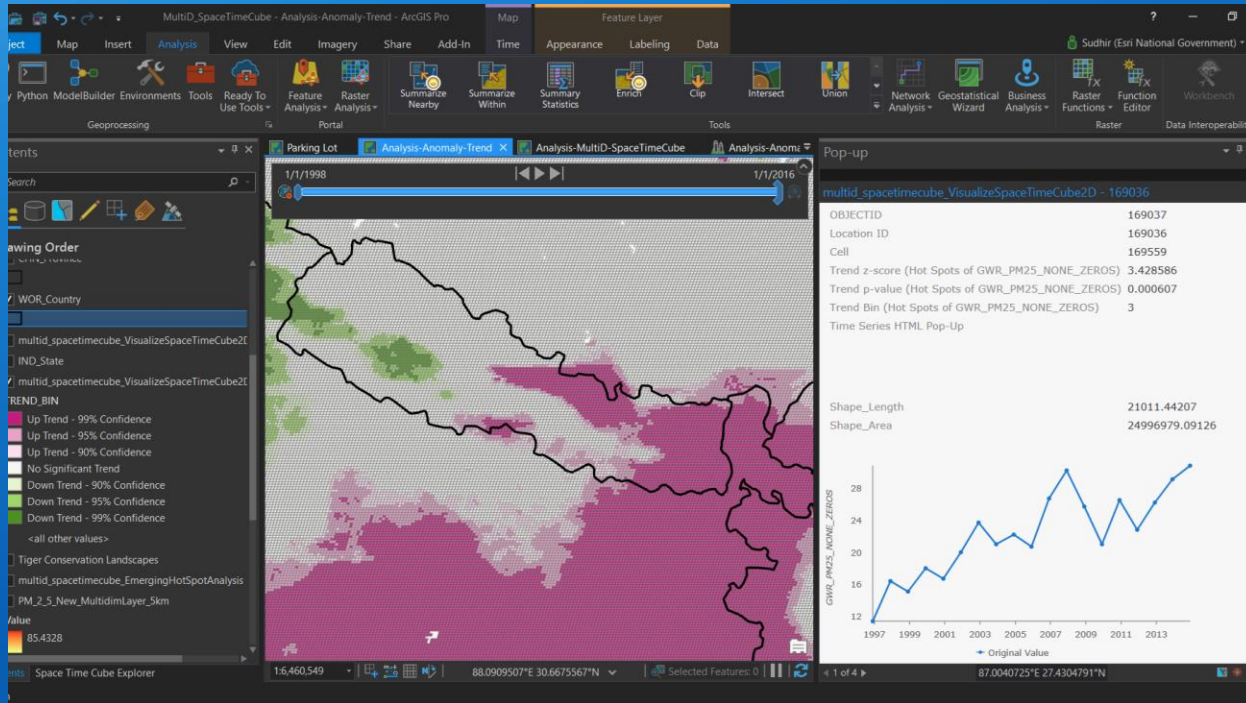 MultiD_SpaceTimeCube - Analysis-Anomaly-Trend - ArcGIS Pro
Map
Feature Layer
?
ject Map Insert Analysis View Edit Imagery Share Add-In Time Appearance Labeling Data
Sudhir (Esri National Government)
y Python ModelBuilder Environments Tools Ready To Use Tools
Feature Analysis Raster Analysis
Summarize Nearby Summarize Within Summary Statistics Enrich Clip Intersect Union
Network Analysis Geostatistical Wizard Business Analysis
Raster Functions Function Editor Workbench
Geoprocessing Portal Tools Raster Data Interoperabilit
tents
Search
awing Order
WOR_Country
multid_spacetimecube_VisualizeSpaceTimeCube2D
IND_State
multid_spacetimecube_VisualizeSpaceTimeCube2D
TREND_BIN
Up Trend - 99% Confidence
Up Trend - 95% Confidence
Up Trend - 90% Confidence
No Significant Trend
Down Trend - 90% Confidence
Down Trend - 95% Confidence
Down Trend - 99% Confidence
<all other values>
Tiger Conservation Landscapes
multid_spacetimecube_EmergingHotSpotAnalysis
PM_2_5_New_MultidimLayer_5km
Value
85.4328
ents Space Time Cube Explorer
Parking Lot Analysis-Anomaly-Trend Analysis-MultiD-SpaceTimeCube Analysis-Anoma
1/1/1998 1/1/2016
1:6,460,549 88.0909507°E 30.6675567°N Selected Features: 0
Pop-up
multid_spacetimecube_VisualizeSpaceTimeCube2D - 169036
OBJECTID 169037
Location ID 169036
Cell 169559
Trend z-score (Hot Spots of GWR_PM25_NONE_ZEROS) 3.428586
Trend p-value (Hot Spots of GWR_PM25_NONE_ZEROS) 0.000607
Trend Bin (Hot Spots of GWR_PM25_NONE_ZEROS) 3
Time Series HTML Pop-Up
Shape_Length 21011.44207
Shape_Area 24996979.09126
GWR_PM25_NONE_ZEROS
28
24
20
16
12
1997 1999 2001 2003 2005 2007 2009 2011 2013
Original Value
1 of 4 87.0040725°E 27.4304791°N